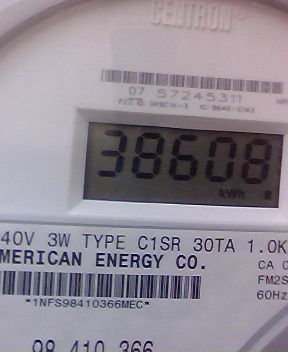 CENTRON
07 57245311
38608
kWh R
40V 3W TYPE C1SR 30TA 1.0K
MERICAN ENERGY CO.
CA 0
FM2S
60Hz
*1NFS98410366MEC*
98 410 366